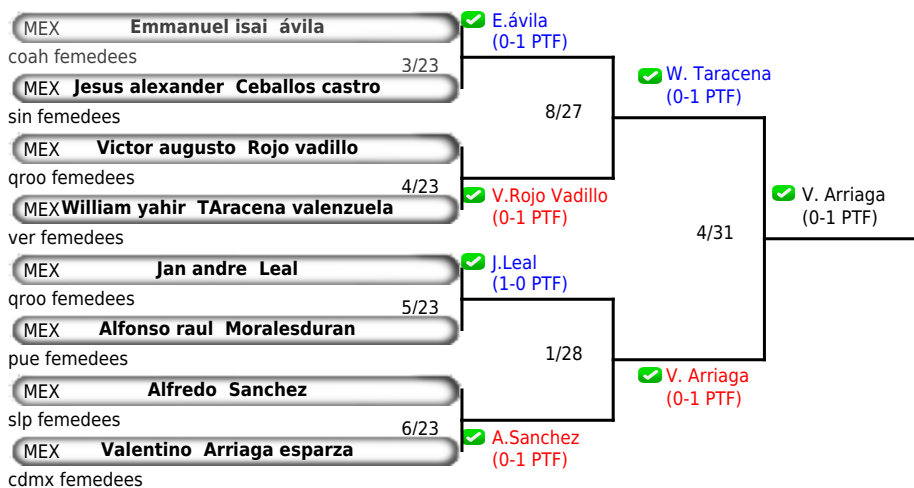 MEX Emmanuel isai ávila
coah femedees
3/23
MEX Jesus alexander Ceballos castro
sin femedees
E.ávila
(0-1 PTF)
8/27
MEX Victor augusto Rojo vadillo
qroo femedees
4/23
MEX William yahir TAracena valenzuela
ver femedees
V.Rojo Vadillo
(0-1 PTF)
W. Taracena
(0-1 PTF)
4/31
V. Arriaga
(0-1 PTF)
MEX Jan andre Leal
qroo femedees
5/23
MEX Alfonso raul Moralesduran
pue femedees
J.Leal
(1-0 PTF)
1/28
MEX Alfredo Sanchez
slp femedees
6/23
MEX Valentino Arriaga esparza
cdmx femedees
A.Sanchez
(0-1 PTF)
V. Arriaga
(0-1 PTF)